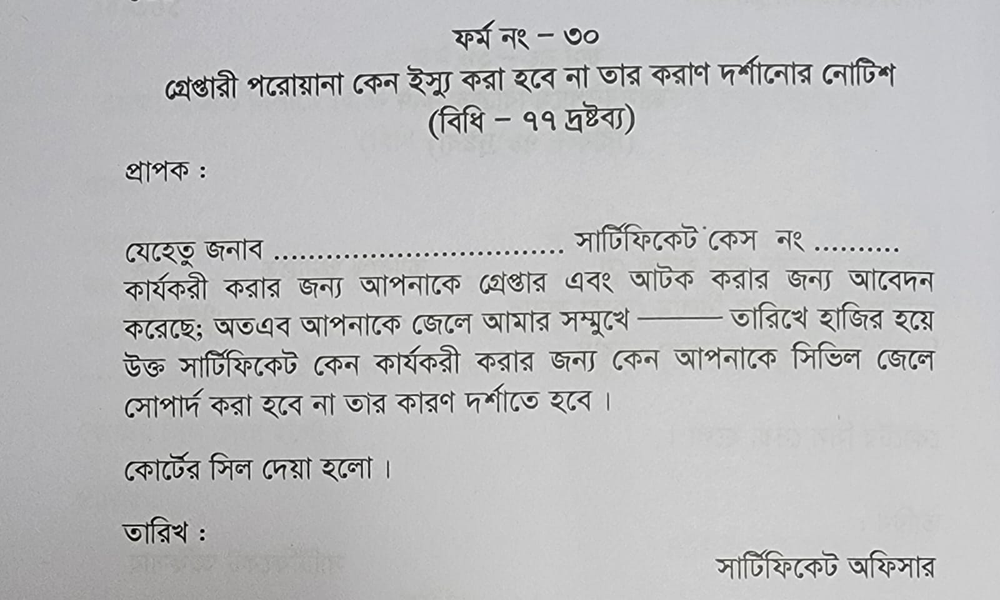 ফর্ম নং – ৩০
গ্রেপ্তারী পরোয়ানা কেন ইস্যু করা হবে না তার করাণ দর্শানোর নোটিশ
(বিধি – ৭৭ দ্রষ্টব্য)
প্রাপক :
যেহেতু জনাব ................................. সার্টিফিকেট কেস নং ..........
কার্যকরী করার জন্য আপনাকে গ্রেপ্তার এবং আটক করার জন্য আবেদন
করেছে; অতএব আপনাকে জেলে আমার সম্মুখে ——— তারিখে হাজির হয়ে
উক্ত সার্টিফিকেট কেন কার্যকরী করার জন্য কেন আপনাকে সিভিল জেলে
সোপার্দ করা হবে না তার কারণ দর্শাতে হবে ।
কোর্টের সিল দেয়া হলো ।
তারিখ :
সার্টিফিকেট অফিসার